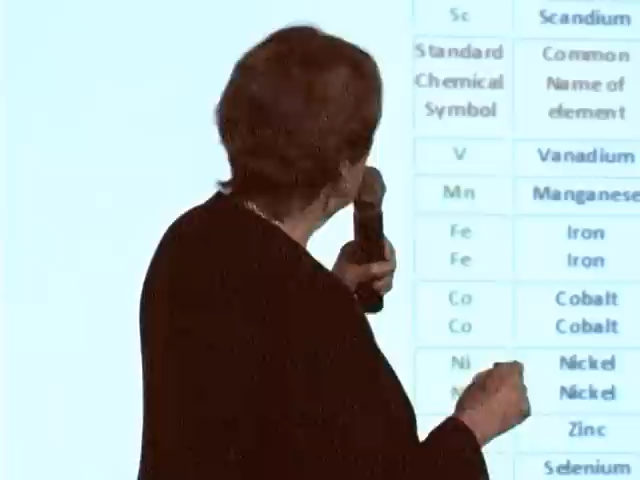 Sc Scandium
Standard Common
Chemical Name of
Symbol element
V Vanadium
Mn Manganese
Fe Iron
Fe Iron
Co Cobalt
Co Cobalt
Ni Nickel
Nickel
Zinc
Selenium